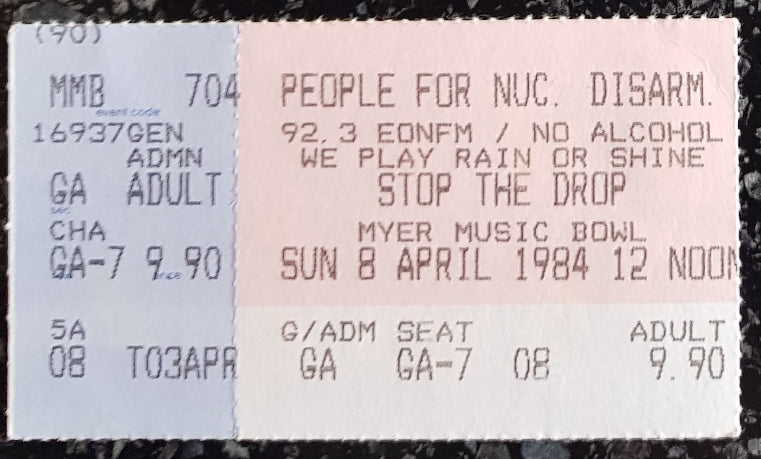 (90)
MMB 704
event code
16937GEN
ADMN
GA ADULT
sec
CHA
GA-7 9.90
5A
08 TO3APR
PEOPLE FOR NUC. DISARM.
92.3 EONFM / NO ALCOHOL
WE PLAY RAIN OR SHINE
STOP THE DROP
MYER MUSIC BOWL
SUN 8 APRIL 1984 12 NOON
G/ADM SEAT ADULT
GA GA-7 08 9.90